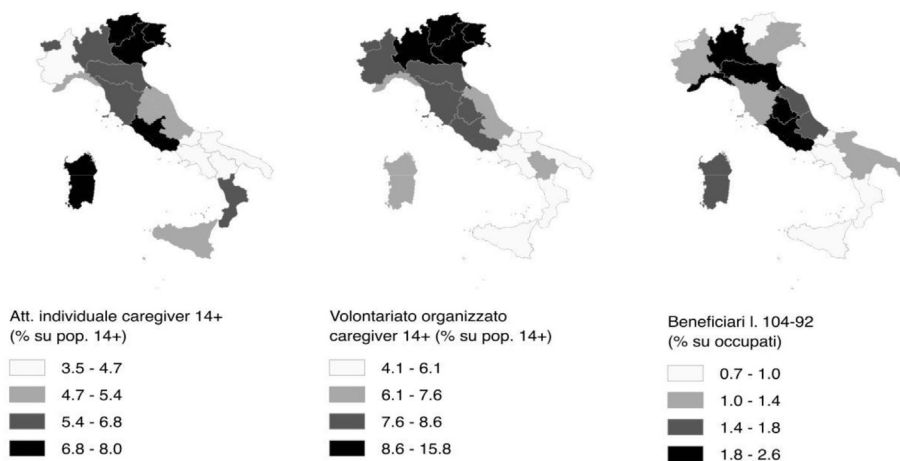 Att. individuale caregiver 14+
(% su pop. 14+)
3.5 - 4.7
4.7 - 5.4
5.4 - 6.8
6.8 - 8.0
Volontariato organizzato
caregiver 14+ (% su pop. 14+)
4.1 - 6.1
6.1 - 7.6
7.6 - 8.6
8.6 - 15.8
Beneficiari l. 104-92
(% su occupati)
0.7 - 1.0
1.0 - 1.4
1.4 - 1.8
1.8 - 2.6